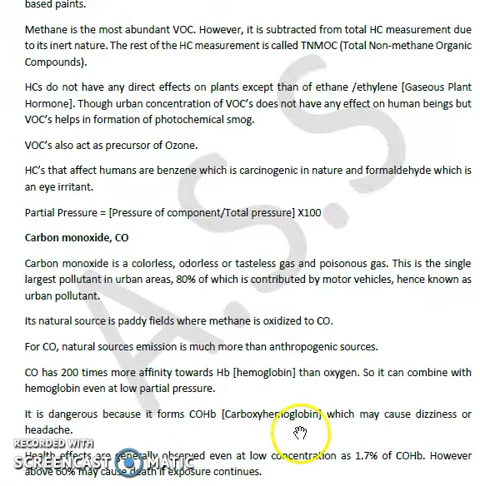 based paints.
Methane is the most abundant VOC. However, it is subtracted from total HC measurement due
to its inert nature. The rest of the HC measurement is called TNMOC (Total Non-methane Organic
Compounds).
HCs do not have any direct effects on plants except than of ethane /ethylene [Gaseous Plant
Hormone]. Though urban concentration of VOC's does not have any effect on human beings but
VOC's helps in formation of photochemical smog.
VOC's also act as precursor of Ozone.
HC's that affect humans are benzene which is carcinogenic in nature and formaldehyde which is
an eye irritant.
Partial Pressure = [Pressure of component/Total pressure] X100
Carbon monoxide, CO
Carbon monoxide is a colorless, odorless or tasteless gas and poisonous gas. This is the single
largest pollutant in urban areas, 80% of which is contributed by motor vehicles, hence known as
urban pollutant.
Its natural source is paddy fields where methane is oxidized to CO.
For CO, natural sources emission is much more than anthropogenic sources.
CO has 200 times more affinity towards Hb [hemoglobin] than oxygen. So it can combine with
hemoglobin even at low partial pressure.
It is dangerous because it forms COHb [Carboxyhemoglobin] which may cause dizziness or
headache.
Health effects are generally observed even at low concentration as 1.7% of COHb. However
above 60% may cause death if exposure continues.
A.S.S
RECORDED WITH
SCREENCAST MATIC